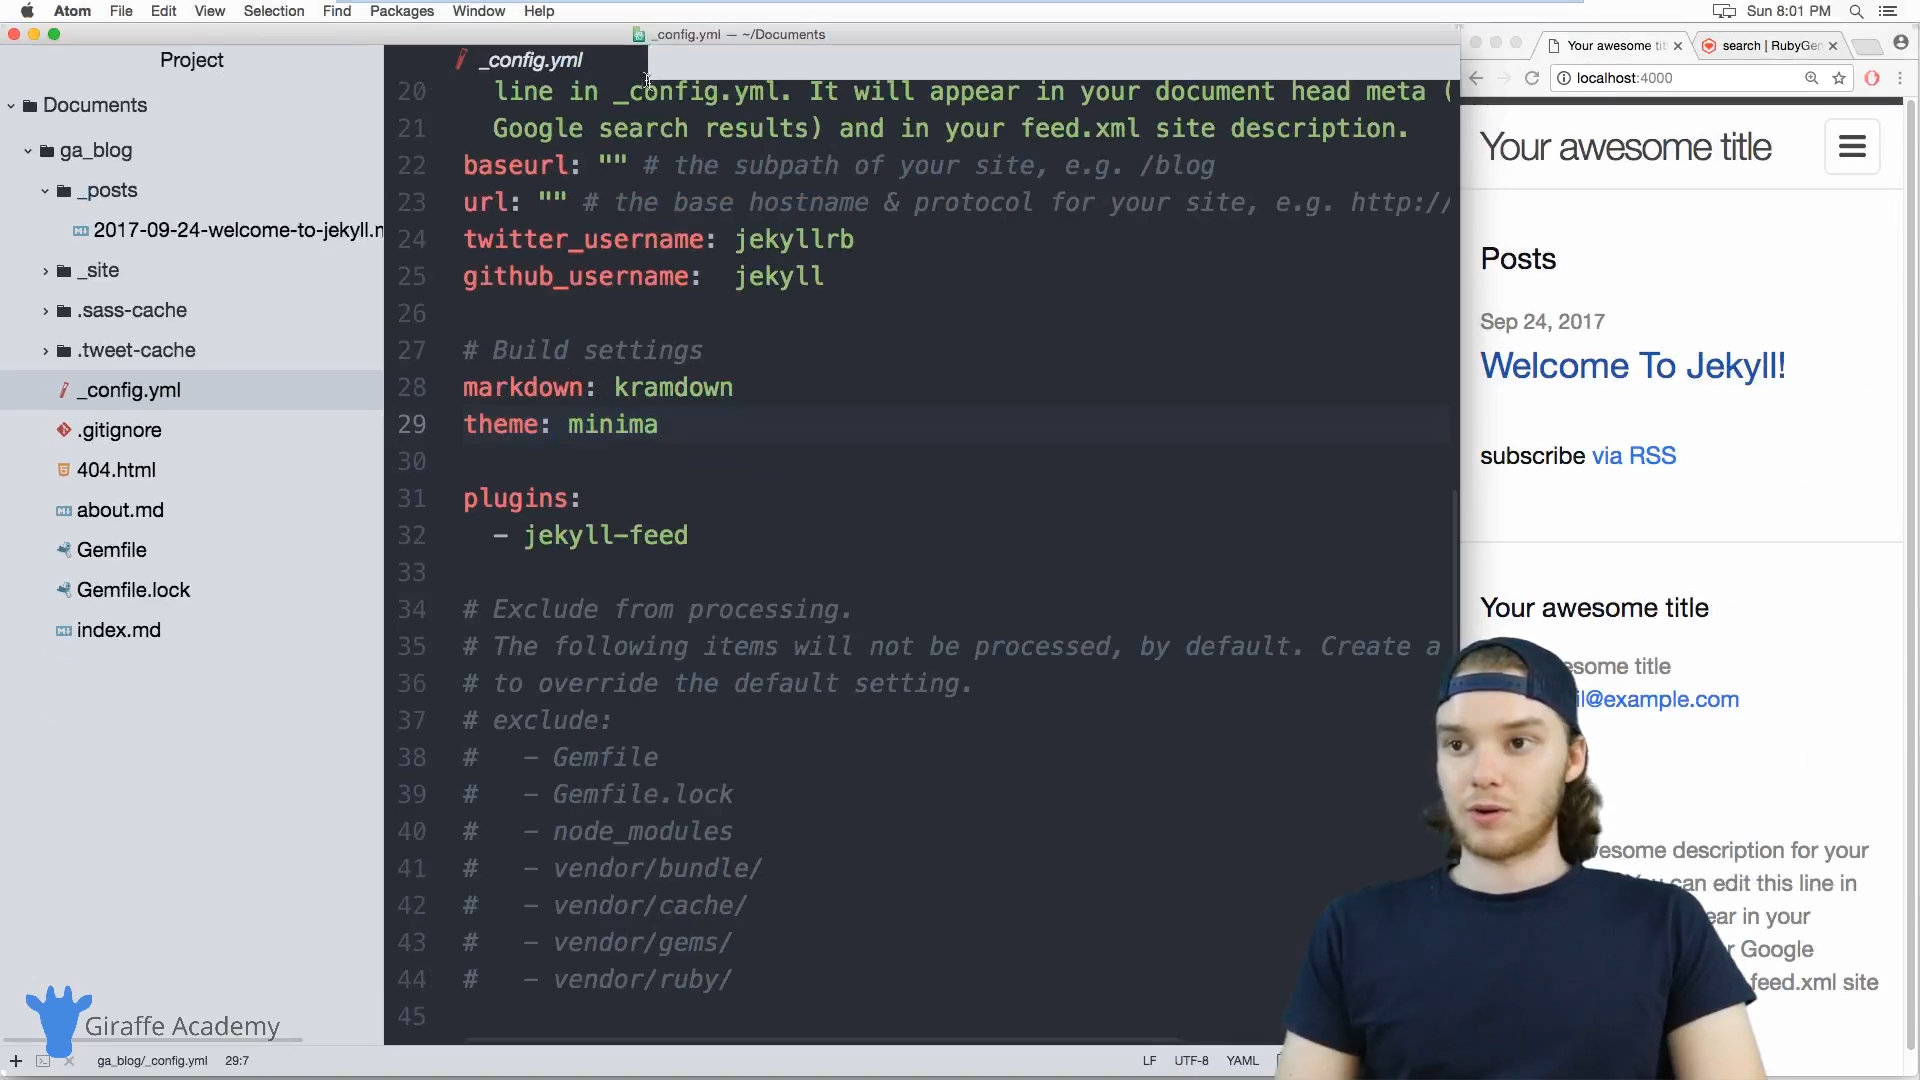 Atom File Edit View Selection Find Packages Window Help
Sun 8:01 PM
_config.yml — ~/Documents
Project
Documents
ga_blog
_posts
2017-09-24-welcome-to-jekyll.m
_site
.sass-cache
.tweet-cache
_config.yml
.gitignore
404.html
about.md
Gemfile
Gemfile.lock
index.md
Giraffe Academy
_config.yml
20 line in _config.yml. It will appear in your document head meta (
21 Google search results) and in your feed.xml site description.
22 baseurl: "" # the subpath of your site, e.g. /blog
23 url: "" # the base hostname & protocol for your site, e.g. http://
24 twitter_username: jekyllrb
25 github_username: jekyll
26
27 # Build settings
28 markdown: kramdown
29 theme: minima
30
31 plugins:
32 - jekyll-feed
33
34 # Exclude from processing.
35 # The following items will not be processed, by default. Create a
36 # to override the default setting.
37 # exclude:
38 # - Gemfile
39 # - Gemfile.lock
40 # - node_modules
41 # - vendor/bundle/
42 # - vendor/cache/
43 # - vendor/gems/
44 # - vendor/ruby/
45
ga_blog/_config.yml 29:7
LF UTF-8 YAML
Your awesome tit
search | RubyGe
localhost:4000
Your awesome title
Posts
Sep 24, 2017
Welcome To Jekyll!
subscribe via RSS
Your awesome title
esome title
il@example.com
esome description for your
can edit this line in
ear in your
r Google
feed.xml site